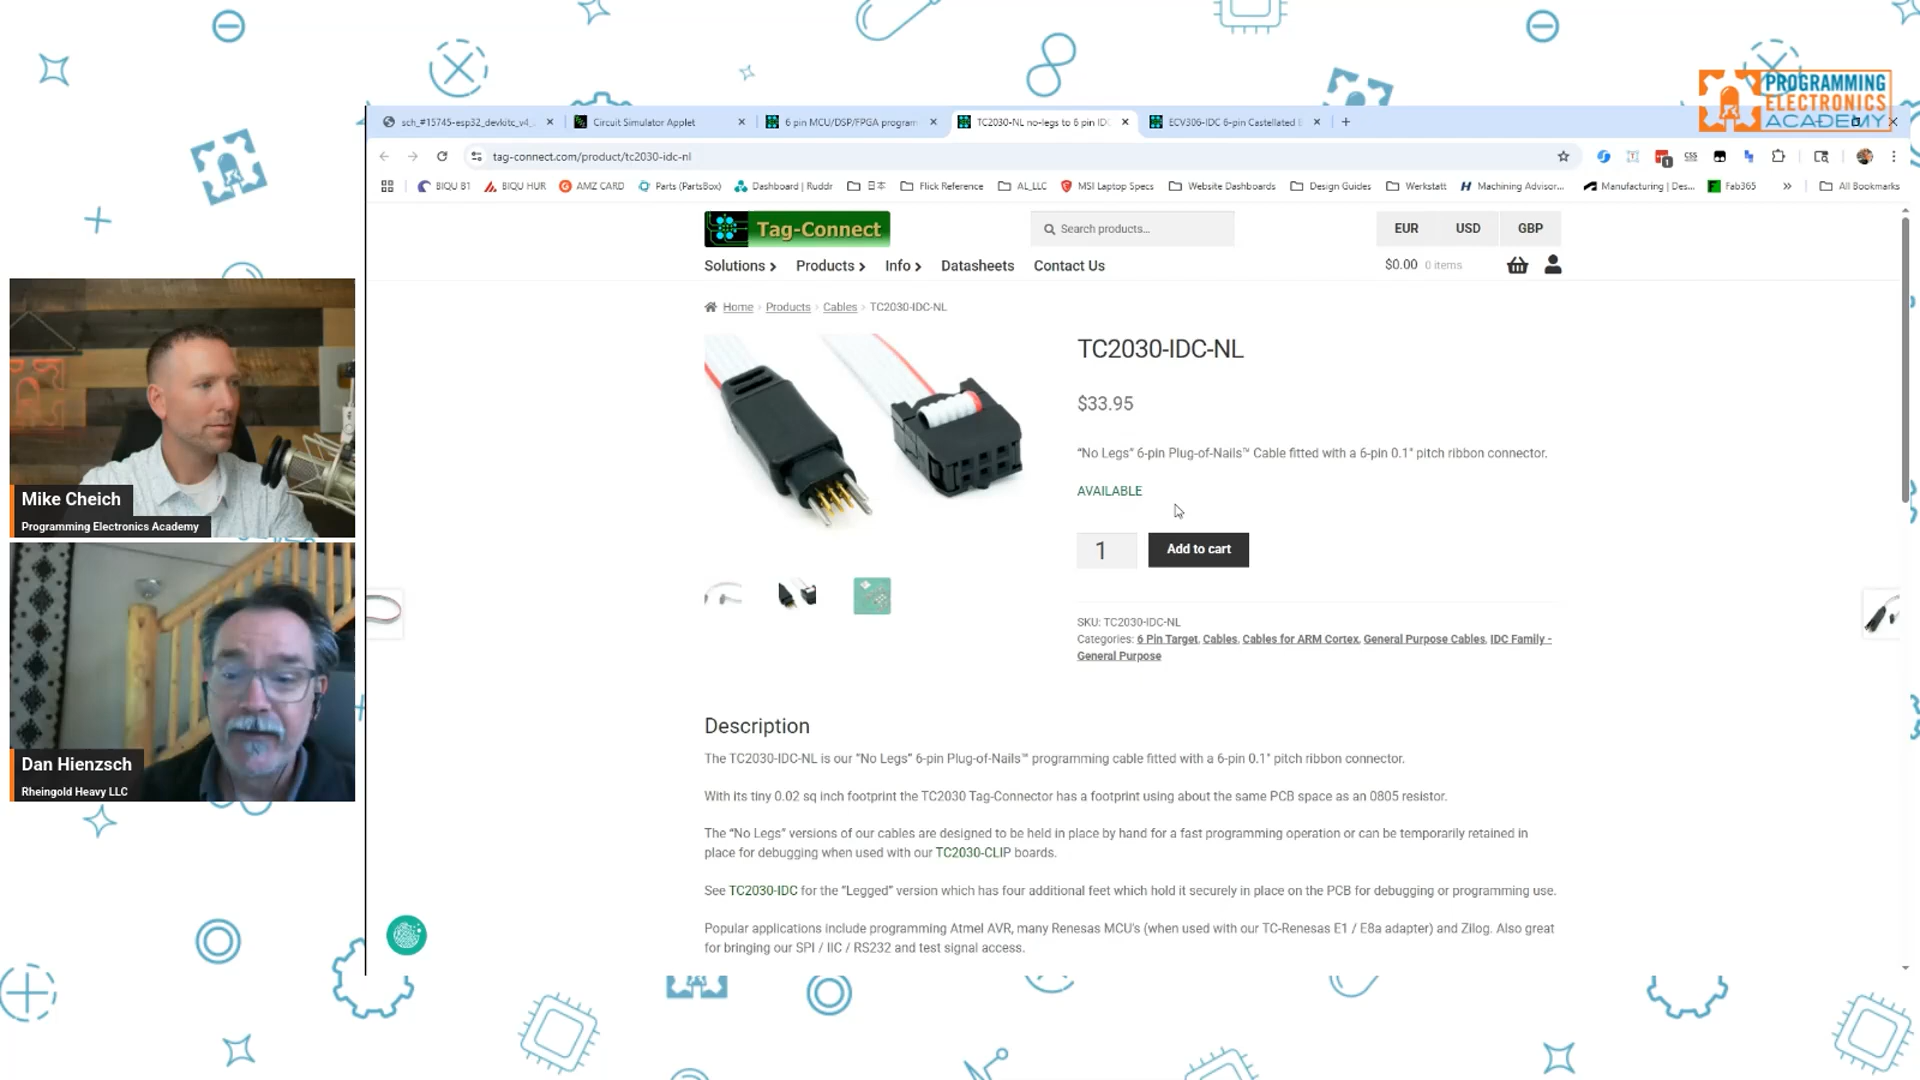 PROGRAMMING
ELECTRONICS
ACADEMY
sch_#15745-esp32_devkitc_v4_
Circuit Simulator Applet
6 pin MCU/DSP/FPGA program
TC2030-NL no-legs to 6 pin IDC
ECV306-IDC 6-pin Castellated E
tag-connect.com/product/tc2030-idc-nl
BIQU B1
BIQU HUR
AMZ CARD
Parts (PartsBox)
Dashboard | Ruddr
日本
Flick Reference
AL_LLC
MSI Laptop Specs
Website Dashboards
Design Guides
Werkstatt
Machining Advisor...
Manufacturing | Des...
Fab365
All Bookmarks
Tag-Connect
Search products...
EUR
USD
GBP
Solutions
Products
Info
Datasheets
Contact Us
$0.00 0 items
Home
Products
Cables
TC2030-IDC-NL
TC2030-IDC-NL
$33.95
"No Legs" 6-pin Plug-of-Nails™ Cable fitted with a 6-pin 0.1" pitch ribbon connector.
AVAILABLE
1
Add to cart
SKU: TC2030-IDC-NL
Categories: 6 Pin Target, Cables, Cables for ARM Cortex, General Purpose Cables, IDC Family -
General Purpose
Description
The TC2030-IDC-NL is our "No Legs" 6-pin Plug-of-Nails™ programming cable fitted with a 6-pin 0.1" pitch ribbon connector.
With its tiny 0.02 sq inch footprint the TC2030 Tag-Connector has a footprint using about the same PCB space as an 0805 resistor.
The “No Legs” versions of our cables are designed to be held in place by hand for a fast programming operation or can be temporarily retained in
place for debugging when used with our TC2030-CLIP boards.
See TC2030-IDC for the “Legged” version which has four additional feet which hold it securely in place on the PCB for debugging or programming use.
Popular applications include programming Atmel AVR, many Renesas MCU's (when used with our TC-Renesas E1 / E8a adapter) and Zilog. Also great
for bringing our SPI / IIC / RS232 and test signal access.
Mike Cheich
Programming Electronics Academy
Dan Hienzsch
Rheingold Heavy LLC